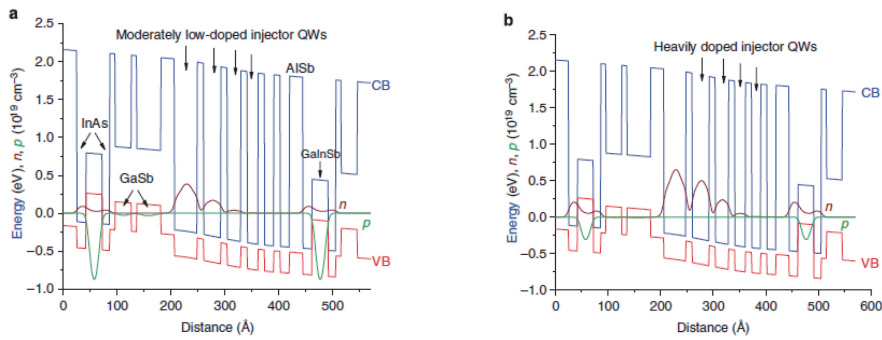 a
Energy (eV), n, p (10¹⁹ cm⁻³)
2.5
2.0
1.5
1.0
0.5
0.0
−0.5
−1.0
Moderately low-doped injector QWs
AlSb
CB
InAs
GaSb
GaInSb
n
p
VB
0
100
200
300
400
500
Distance (Å)
b
Energy (eV), n, p (10¹⁹ cm⁻³)
2.5
2.0
1.5
1.0
0.5
0.0
−0.5
−1.0
Heavily doped injector QWs
CB
n
p
VB
0
100
200
300
400
500
600
Distance (Å)